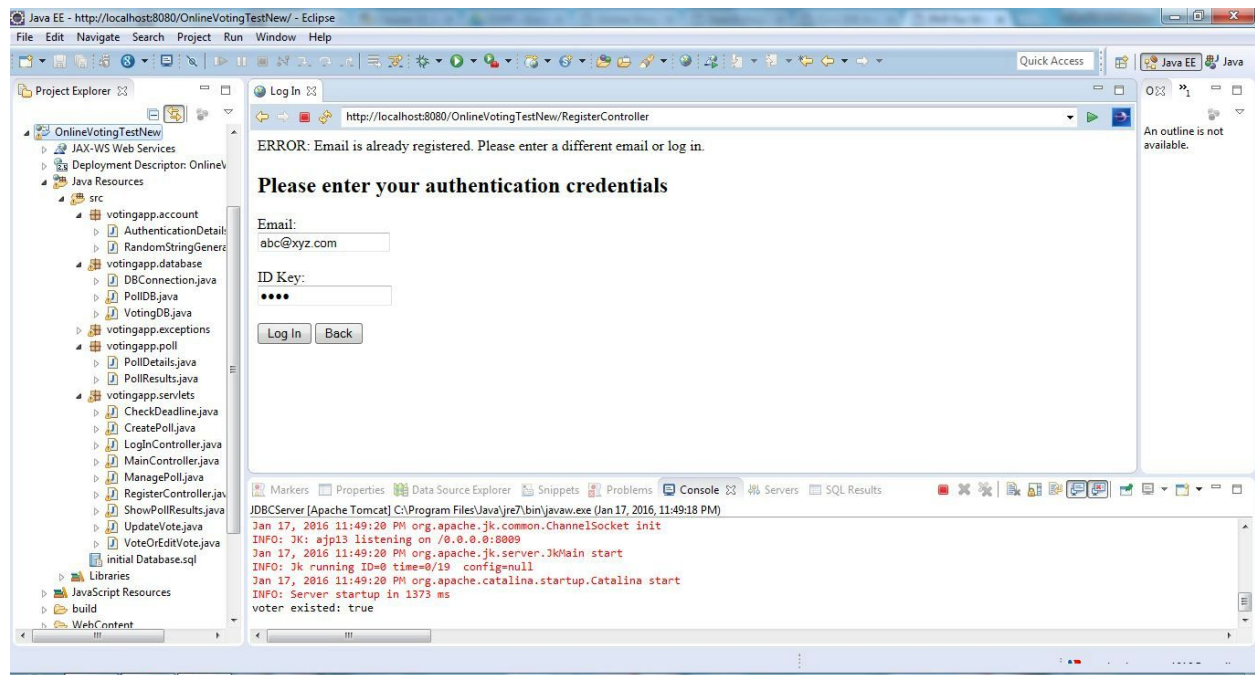 Java EE - http://localhost:8080/OnlineVotingTestNew/ - Eclipse
File Edit Navigate Search Project Run Window Help
Quick Access Java EE Java
Project Explorer
OnlineVotingTestNew
JAX-WS Web Services
Deployment Descriptor: OnlineV
Java Resources
src
votingapp.account
AuthenticationDetail
RandomStringGenera
votingapp.database
DBConnection.java
PollDB.java
VotingDB.java
votingapp.exceptions
votingapp.poll
PollDetails.java
PollResults.java
votingapp.servlets
CheckDeadline.java
CreatePoll.java
LogInController.java
MainController.java
ManagePoll.java
RegisterController.jav
ShowPollResults.java
UpdateVote.java
VoteOrEditVote.java
initial Database.sql
Libraries
JavaScript Resources
build
WebContent
Log In
http://localhost:8080/OnlineVotingTestNew/RegisterController
ERROR: Email is already registered. Please enter a different email or log in.
Please enter your authentication credentials
Email:
abc@xyz.com
ID Key:
••••
Log In Back
Markers Properties Data Source Explorer Snippets Problems Console Servers SQL Results
JDBCServer [Apache Tomcat] C:\Program Files\Java\jre7\bin\javaw.exe (Jan 17, 2016, 11:49:18 PM)
Jan 17, 2016 11:49:20 PM org.apache.jk.common.ChannelSocket init
INFO: JK: ajp13 listening on /0.0.0.0:8009
Jan 17, 2016 11:49:20 PM org.apache.jk.server.JkMain start
INFO: Jk running ID=0 time=0/19 config=null
Jan 17, 2016 11:49:20 PM org.apache.catalina.startup.Catalina start
INFO: Server startup in 1373 ms
voter existed: true
An outline is not
available.